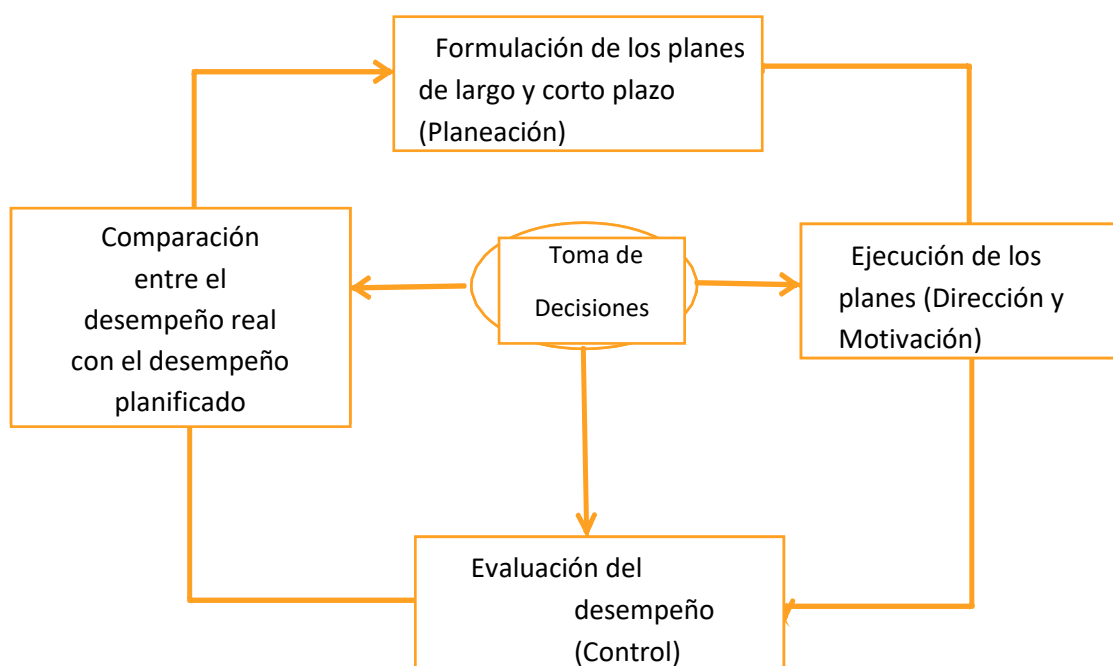 Formulación de los planes
de largo y corto plazo
(Planeación)
Comparación
entre el
desempeño real
con el desempeño
planificado
Toma de
Decisiones
Ejecución de los
planes (Dirección y
Motivación)
Evaluación del
desempeño
(Control)